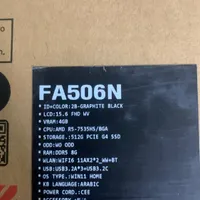 FA506N
* ID+COLOR:2B-GRAPHITE BLACK
* LCD:15.0 FHD WV
* VRAM:4GB
* CPU:AMD R5-7535HS/BGA
* STORAGE:512G PCIE G4 SSD
* ODD:WO ODD
* RAM:DDR5 8G
* WLAN:WIFI6 11AX2*2_WW+BT
* USB:USB3.2A*3+USB3.2C
* OS TYPE:WIN11 HOME
* KB LANGUAGE:ARABIC
* POWER CORD:CEE